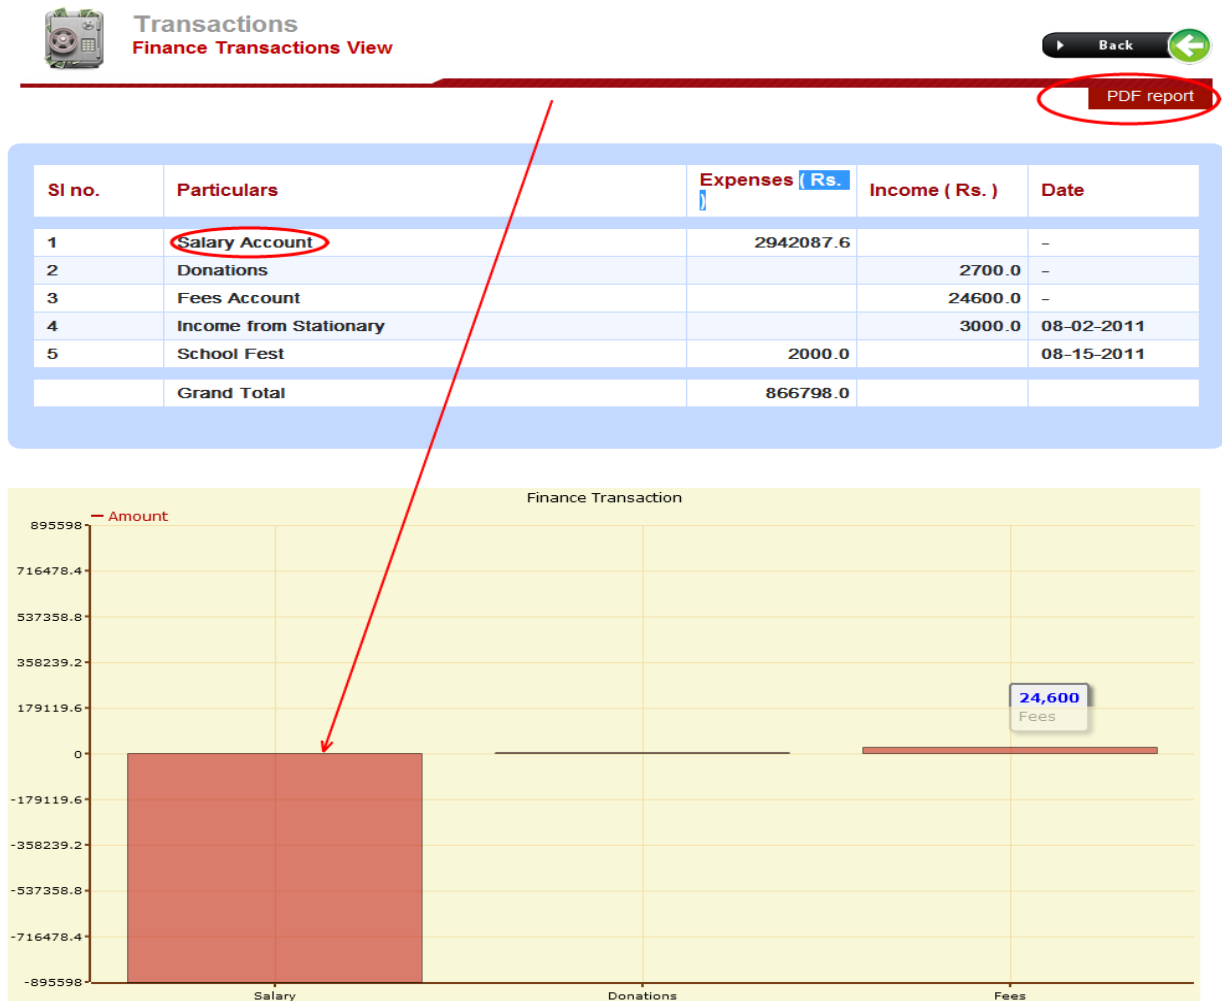 Transactions
Finance Transactions View
Back
PDF report
Sl no. Particulars Expenses ( Rs. ) Income ( Rs. ) Date
1 Salary Account 2942087.6 -
2 Donations 2700.0 -
3 Fees Account 24600.0 -
4 Income from Stationary 3000.0 08-02-2011
5 School Fest 2000.0 08-15-2011
Grand Total 866798.0
Finance Transaction
Amount
895598
716478.4
537358.8
358239.2
179119.6
0
-179119.6
-358239.2
-537358.8
-716478.4
-895598
24,600
Fees
Salary Donations Fees